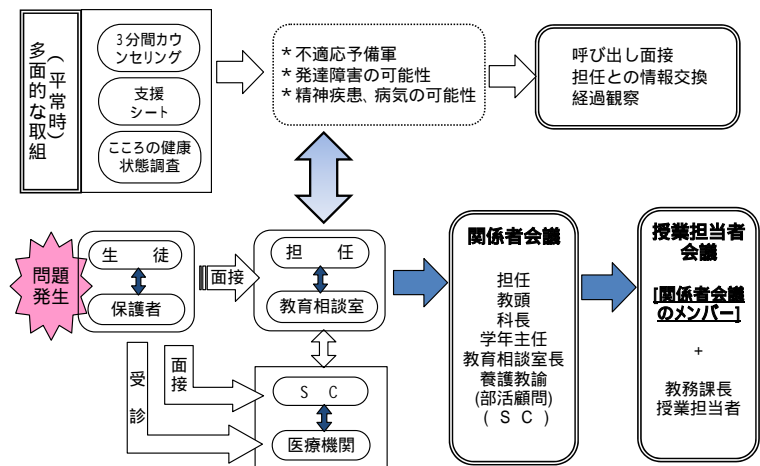 多面的な取組
(平常時)
3分間カウ
ンセリング
支援
シート
こころの健康
状態調査
*不適応予備軍
*発達障害の可能性
*精神疾患、病気の可能性
呼び出し面接
担任との情報交換
経過観察
問題
発生
生 徒
保護者
面接
担 任
教育相談室
受診
面接
S C
医療機関
関係者会議
担任
教頭
科長
学年主任
教育相談室長
養護教諭
(部活顧問)
( S C )
授業担当者
会議
[関係者会議
のメンバー]
+
教務課長
授業担当者